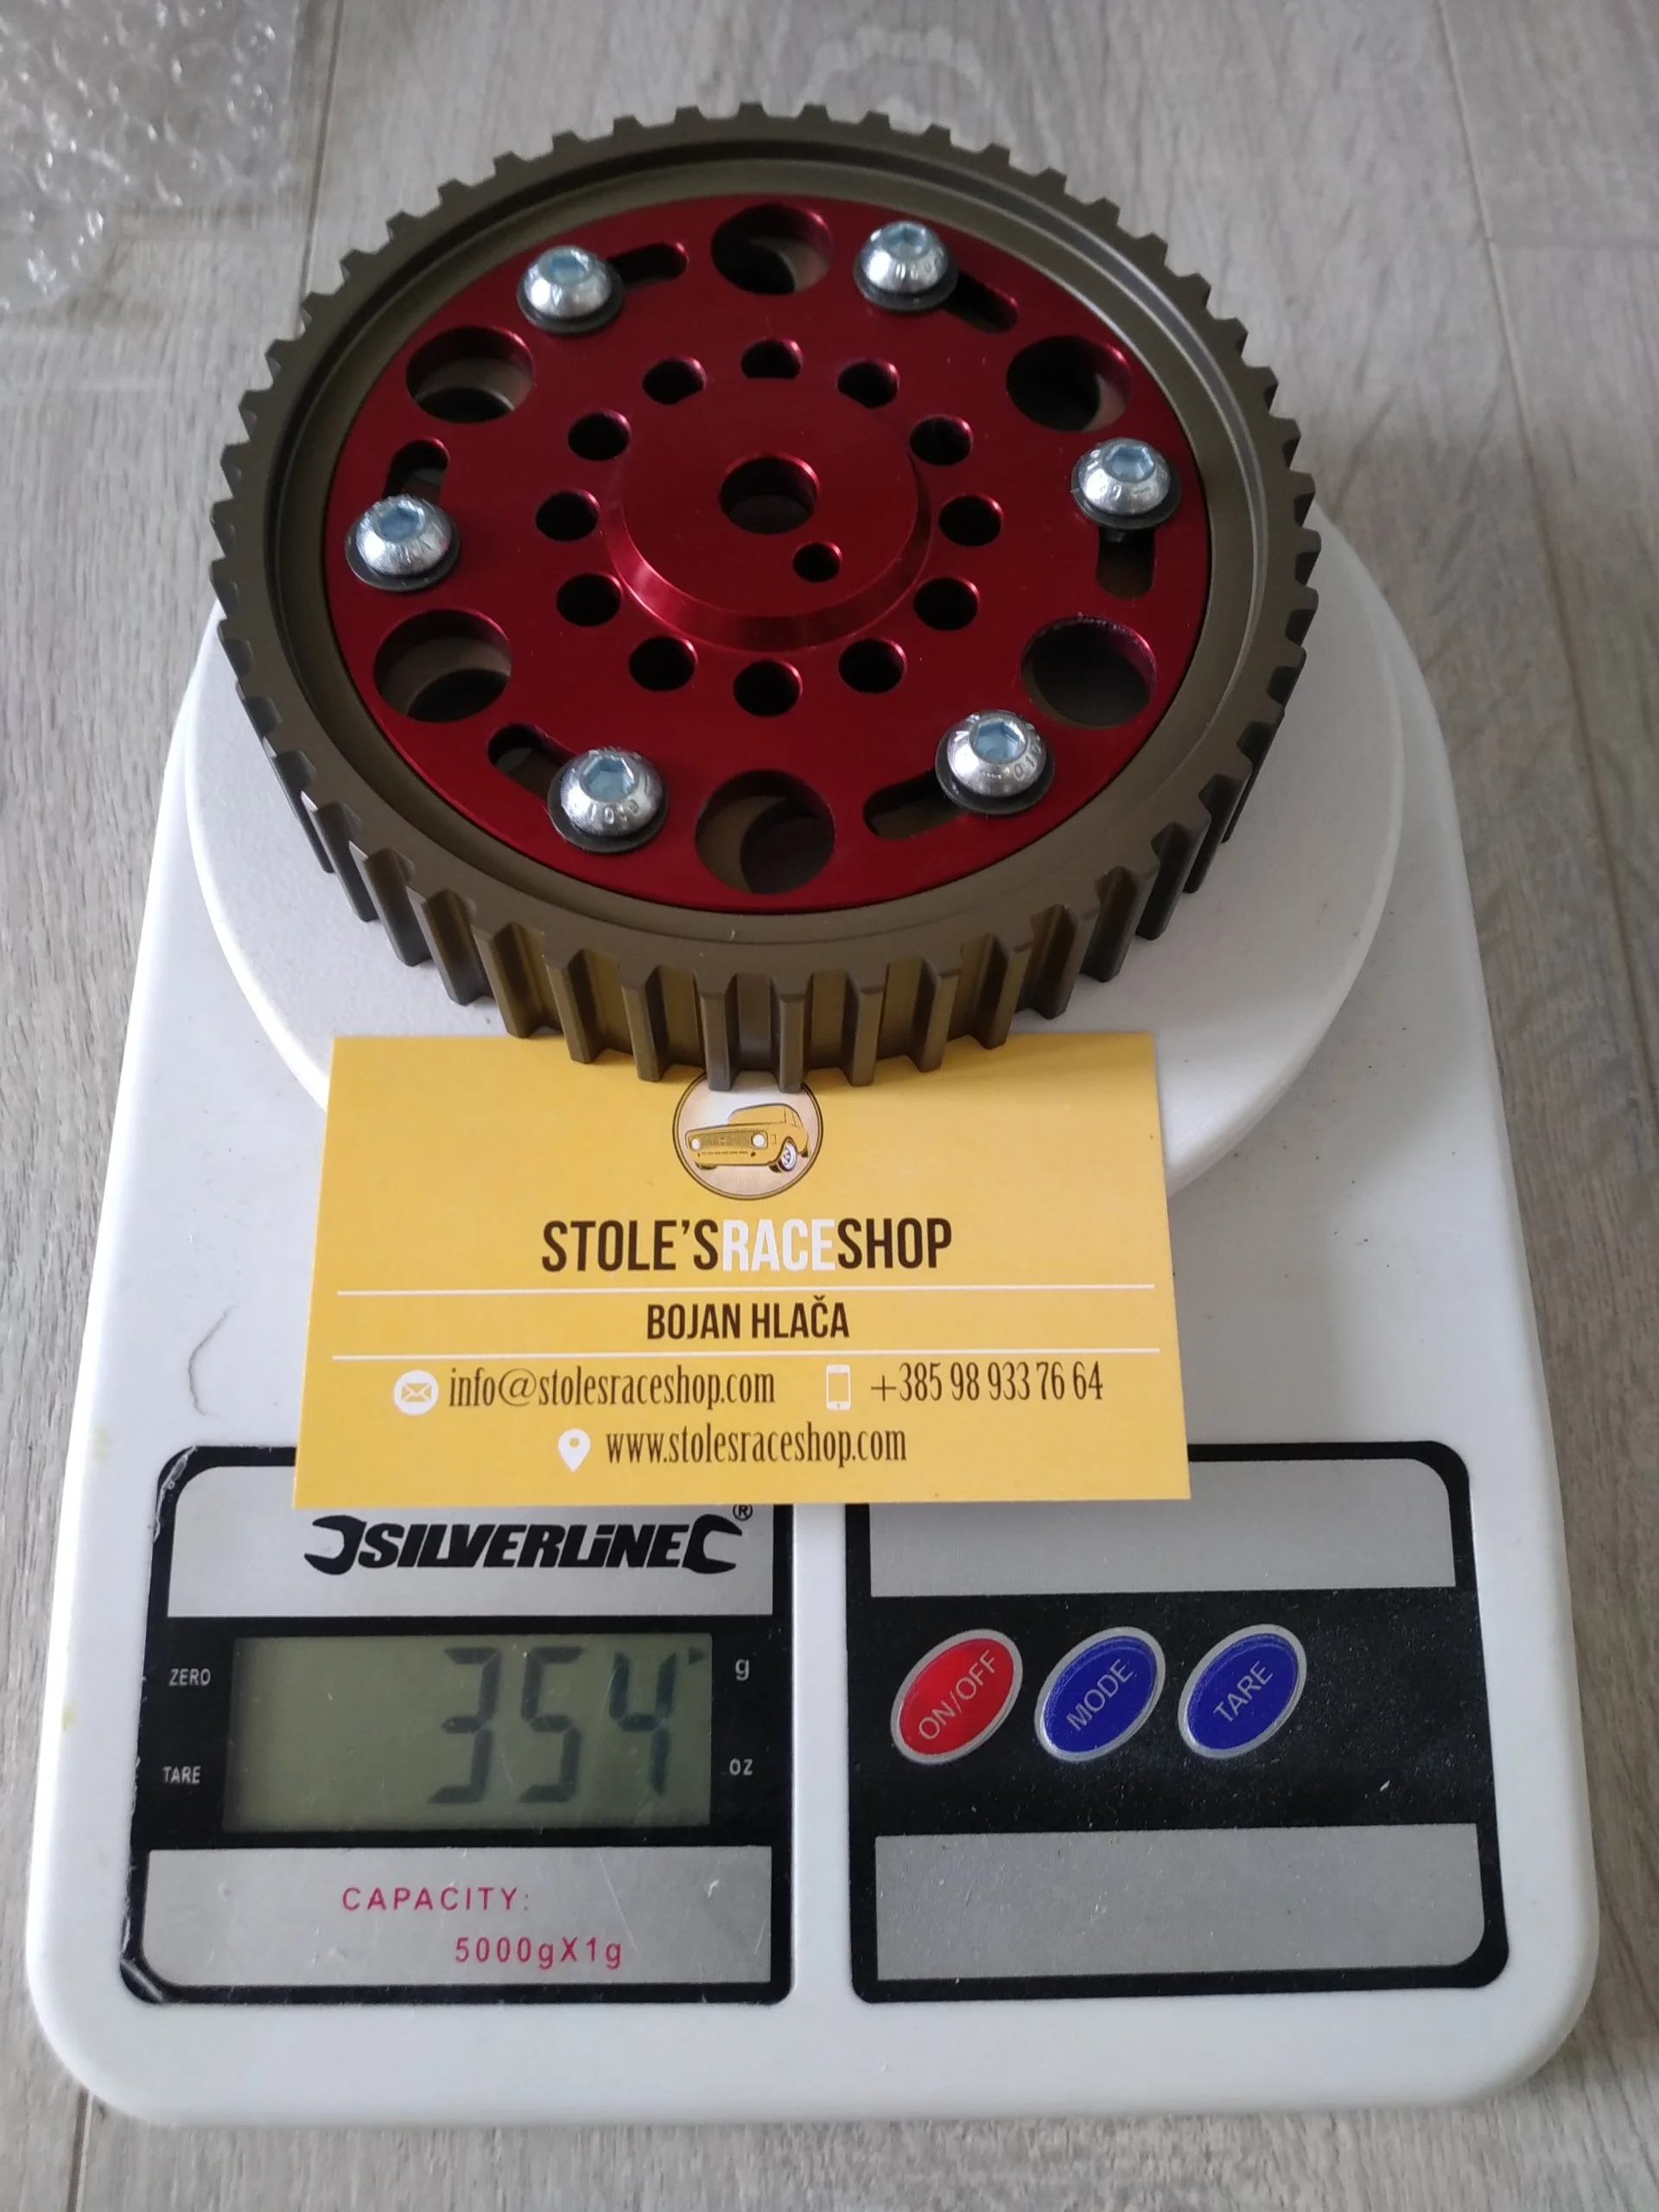 STOLE'SRACESHOP
BOJAN HLAČA
info@stolesraceshop.com +385 98 933 76 64
www.stolesraceshop.com
SILVERLINE®
ZERO
354
g
TARE
oz
ON/OFF
MODE
TARE
CAPACITY:
5000gX1g